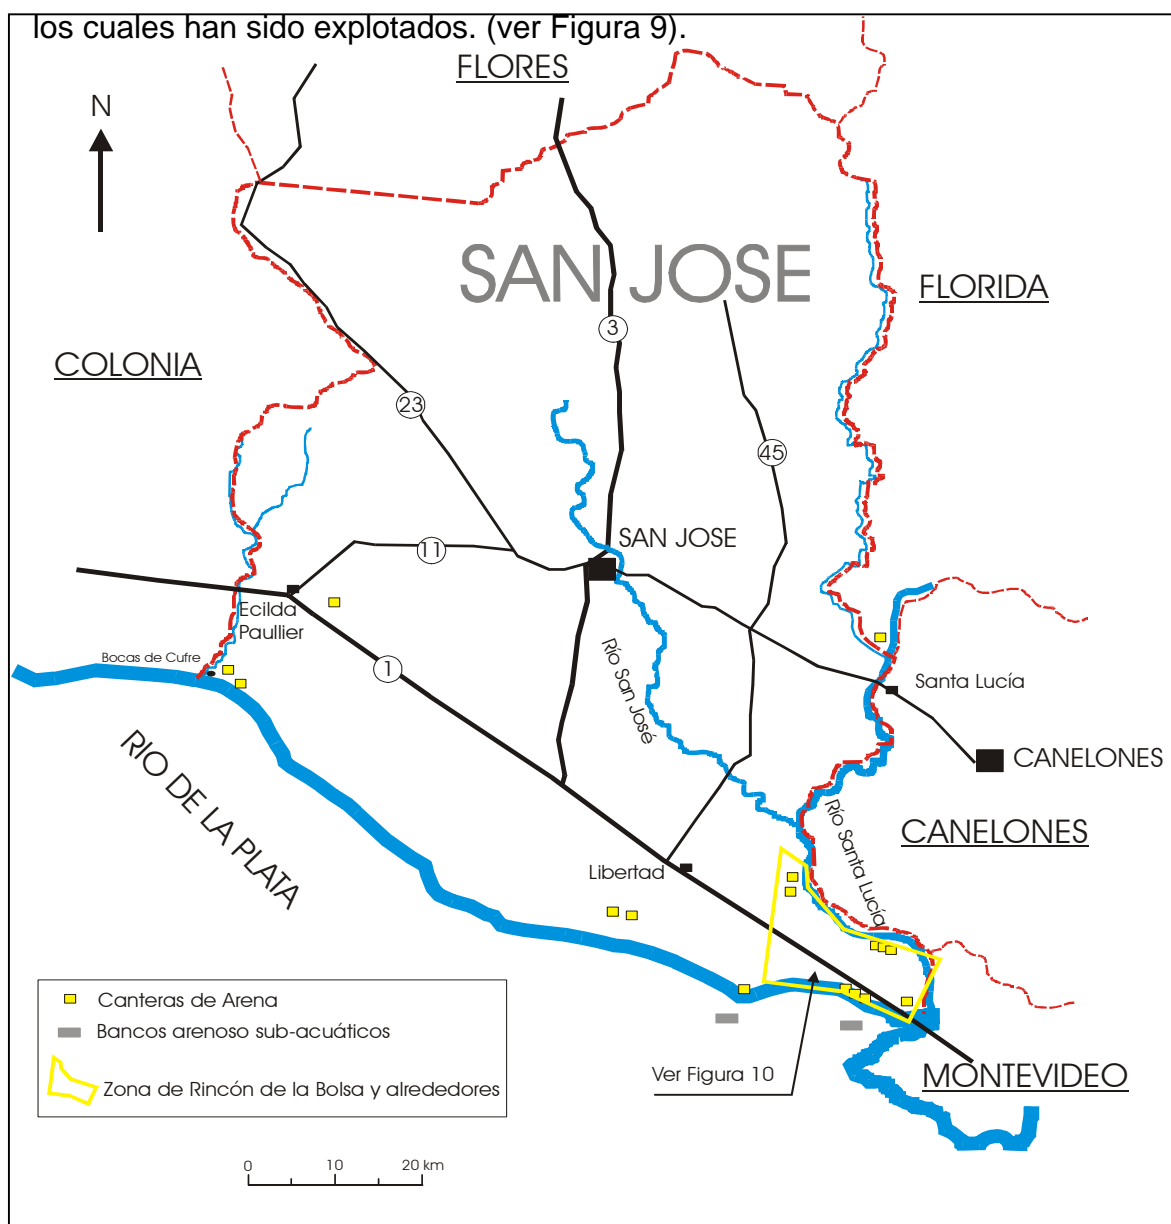 los cuales han sido explotados. (ver Figura 9).
FLORES
N
SAN JOSE
FLORIDA
3
COLONIA
23
45
SAN JOSE
11
Ecilda
Paullier
Bocas de Cufre
1
Río San José
Santa Lucía
RIO DE LA PLATA
CANELONES
Río Santa Lucía
CANELONES
Libertad
Canteras de Arena
Bancos arenoso sub-acuáticos
Zona de Rincón de la Bolsa y alrededores
Ver Figura 10
MONTEVIDEO
0 10 20 km